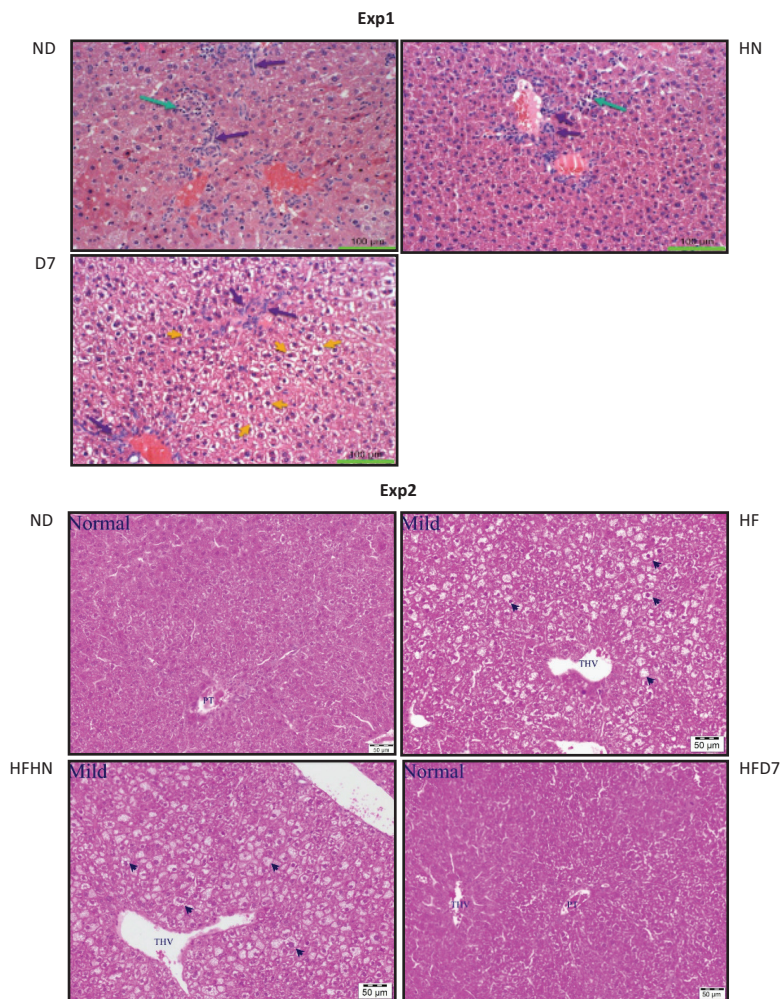 Exp1
ND
HN
100 µm
100 µm
D7
100 µm
Exp2
ND
Normal
Mild
HF
PT
THV
50 µm
50 µm
HFHN
Mild
Normal
HFD7
THV
THV
PT
50 µm
50 µm